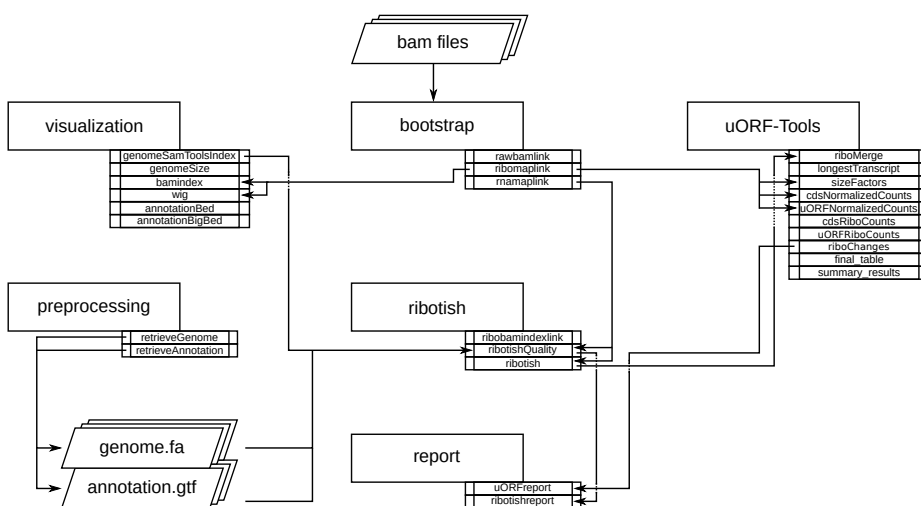 bam files
visualization
genomeSamToolsIndex
genomeSize
bamindex
wig
annotationBed
annotationBigBed
bootstrap
rawbamlink
ribomaplink
rnamaplink
uORF-Tools
riboMerge
longestTranscript
sizeFactors
cdsNormalizedCounts
uORFNormalizedCounts
cdsRiboCounts
uORFRiboCounts
riboChanges
final_table
summary_results
preprocessing
retrieveGenome
retrieveAnnotation
ribotish
ribobamindexlink
ribotishQuality
ribotish
genome.fa
annotation.gtf
report
uORFreport
ribotishreport